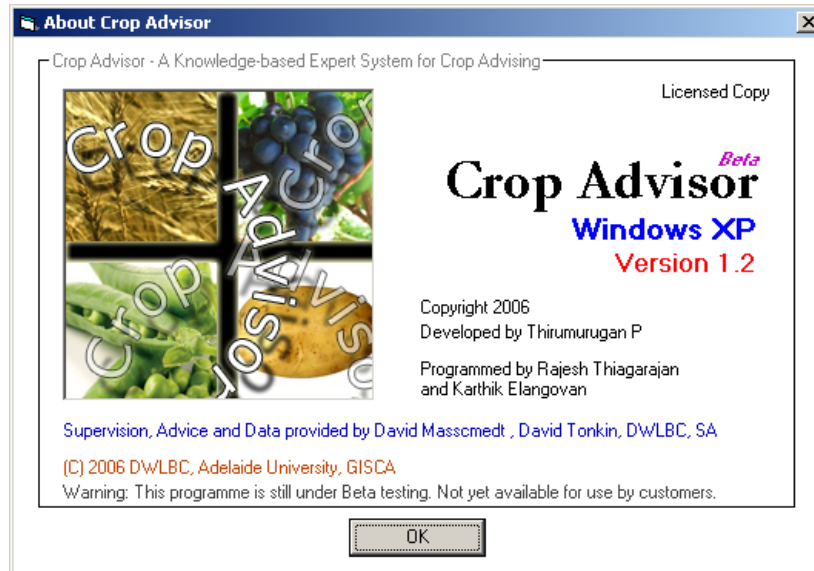 About Crop Advisor
Crop Advisor - A Knowledge-based Expert System for Crop Advising
Licensed Copy
Crop
Cron
Advisor
Crop
Advisor
Beta
Crop Advisor
Windows XP
Version 1.2
Copyright 2006
Developed by Thirumurugan P
Programmed by Rajesh Thiagarajan
and Karthik Elangovan
Supervision, Advice and Data provided by David Masscmedt , David Tonkin, DWLBC, SA
(C) 2006 DWLBC, Adelaide University, GISCA
Warning: This programme is still under Beta testing. Not yet available for use by customers.
OK